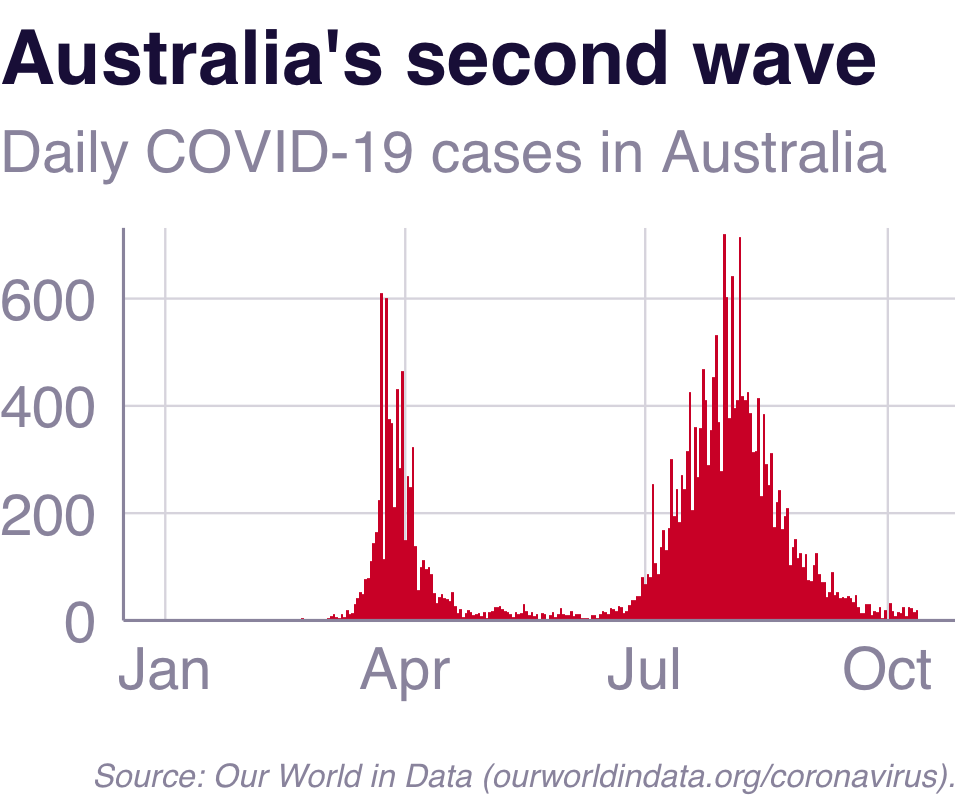 Australia's second wave
Daily COVID-19 cases in Australia
600
400
200
0
Jan Apr Jul Oct
Source: Our World in Data (ourworldindata.org/coronavirus).